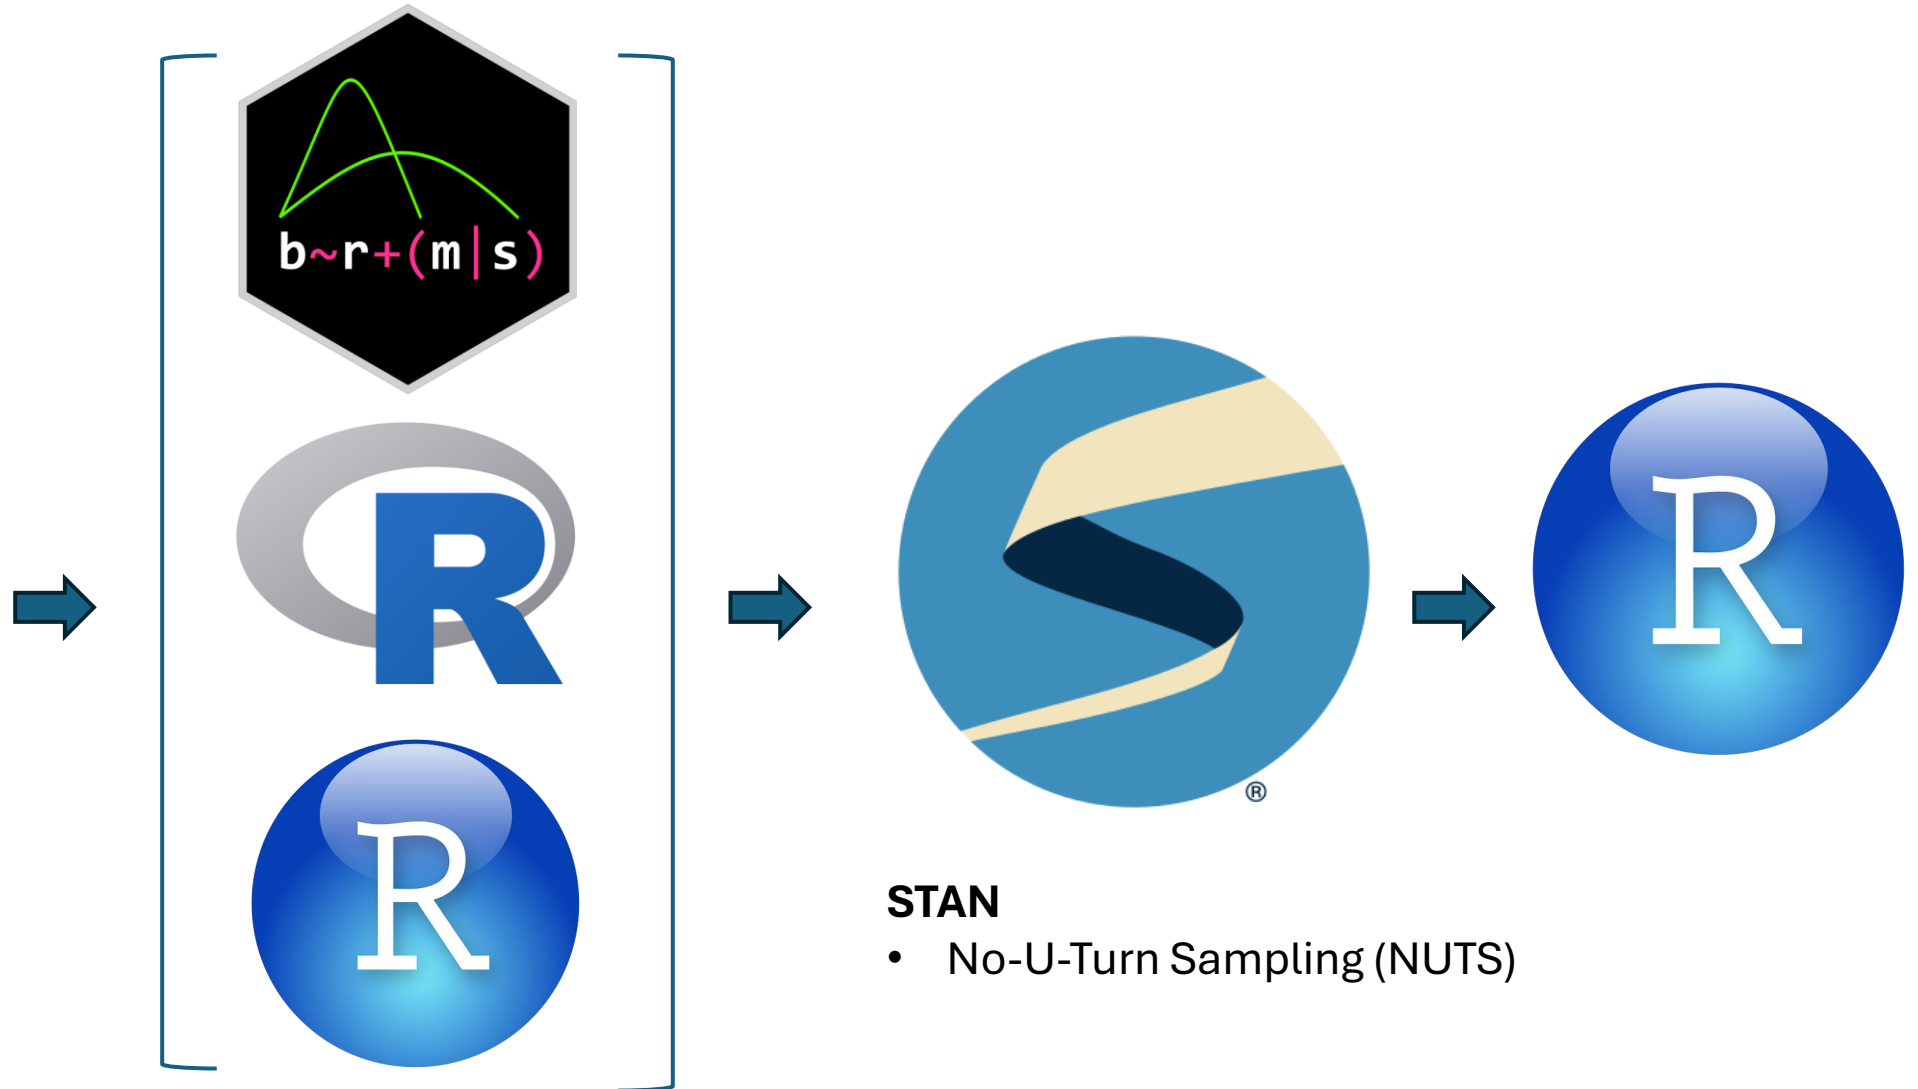 b~r+(m|s)
R
R
R
®
STAN
• No-U-Turn Sampling (NUTS)